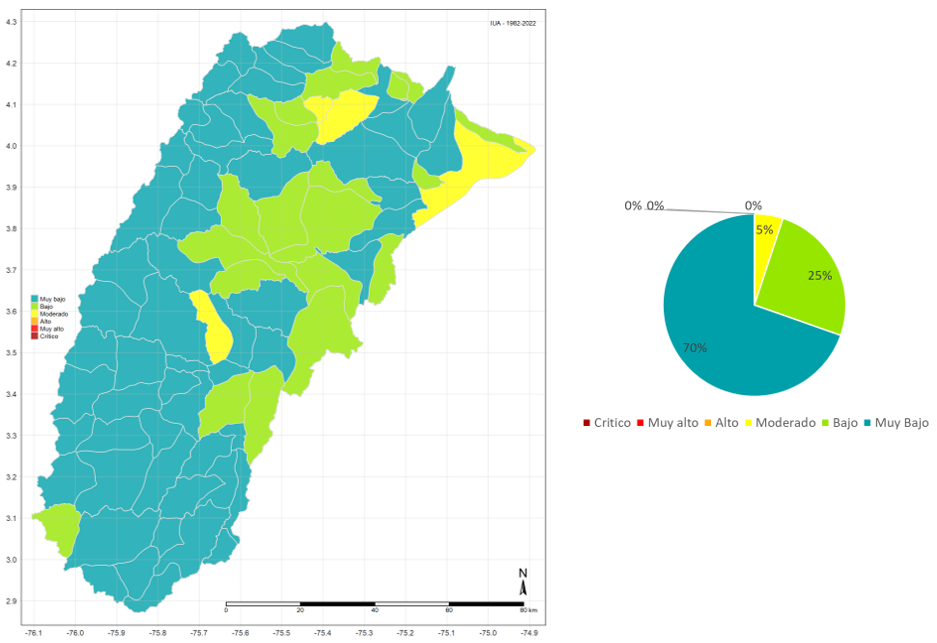 IUA - 1982-2022
4.3
4.2
4.1
4.0
3.9
3.8
3.7
3.6
3.5
3.4
3.3
3.2
3.1
3.0
2.9
Muy bajo
Bajo
Moderado
Alto
Muy alto
Critico
N
0 20 40 60 80 km
-76.1 -76.0 -75.9 -75.8 -75.7 -75.6 -75.5 -75.4 -75.3 -75.2 -75.1 -75.0 -74.9
0% 0% 0%
5%
25%
70%
Critico Muy alto Alto Moderado Bajo Muy Bajo